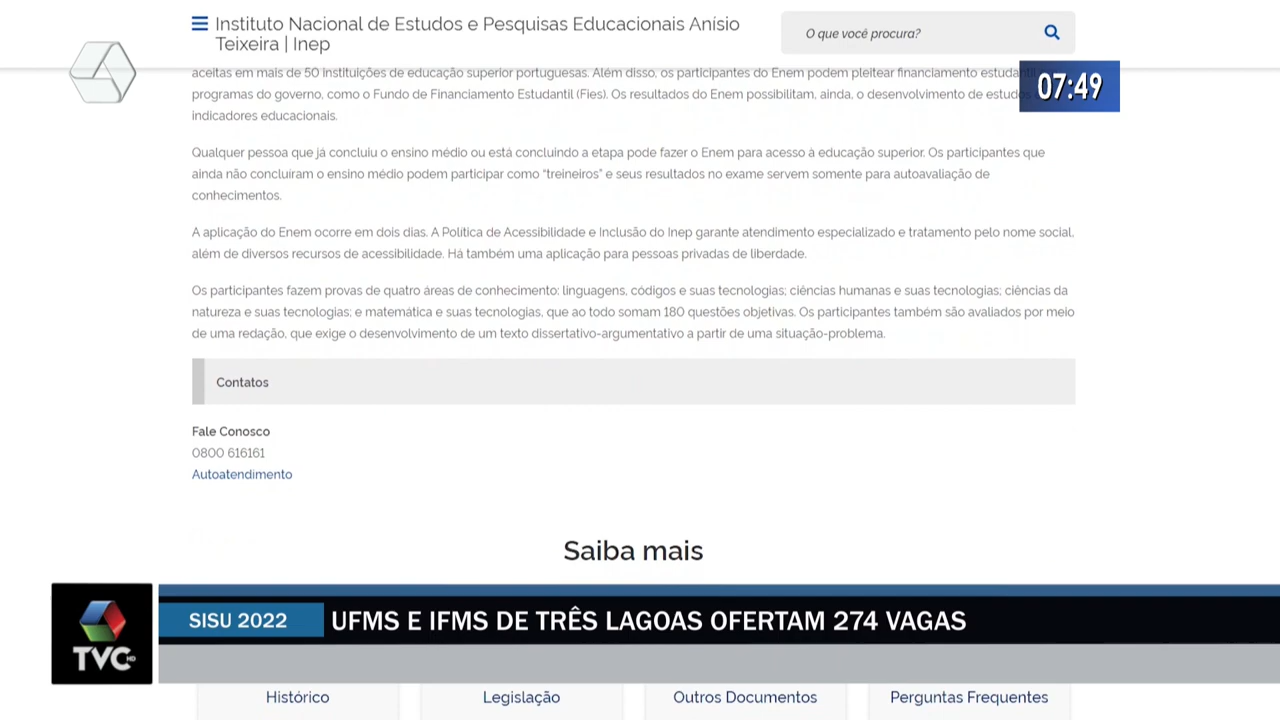 Instituto Nacional de Estudos e Pesquisas Educacionais Anísio
Teixeira | Inep
O que você procura?
aceitas em mais de 50 instituições de educação superior portuguesas. Além disso, os participantes do Enem podem pleitear financiamento
07:49
programas do governo, como o Fundo de Financiamento Estudantil (Fies). Os resultados do Enem possibilitam, ainda, o desenvolvimento de
indicadores educacionais.
Qualquer pessoa que já concluiu o ensino médio ou está concluindo a etapa pode fazer o Enem para acesso à educação superior. Os participantes que
ainda não concluíram o ensino médio podem participar como “treineiros” e seus resultados no exame servem somente para autoavaliação de
conhecimentos.
A aplicação do Enem ocorre em dois dias. A Política de Acessibilidade e Inclusão do Inep garante atendimento especializado e tratamento pelo nome social,
além de diversos recursos de acessibilidade. Há também uma aplicação para pessoas privadas de liberdade.
Os participantes fazem provas de quatro áreas de conhecimento: linguagens, códigos e suas tecnologias; ciências humanas e suas tecnologias; ciências da
natureza e suas tecnologias; e matemática e suas tecnologias, que ao todo somam 180 questões objetivas. Os participantes também são avaliados por meio
de uma redação, que exige o desenvolvimento de um texto dissertativo-argumentativo a partir de uma situação-problema.
Contatos
Fale Conosco
0800 616161
Autoatendimento
Saiba mais
SISU 2022
UFMS E IFMS DE TRÊS LAGOAS OFERTAM 274 VAGAS
TVC HD
Histórico
Legislação
Outros Documentos
Perguntas Frequentes